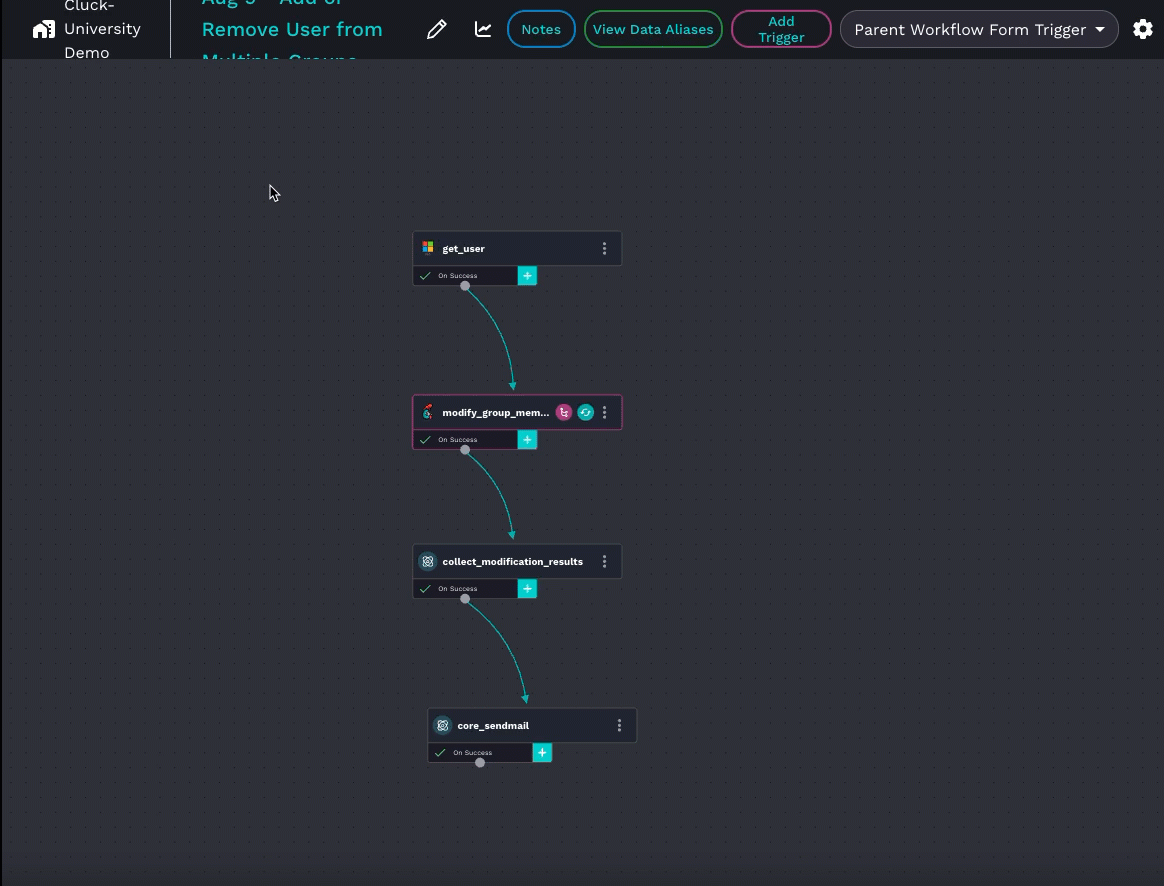 Cluck-
University
Demo
Aug 9 - Add or
Remove User from
Multiple Groups
Notes
View Data Aliases
Add
Trigger
Parent Workflow Form Trigger
get_user
On Success
modify_group_mem...
On Success
collect_modification_results
On Success
core_sendmail
On Success